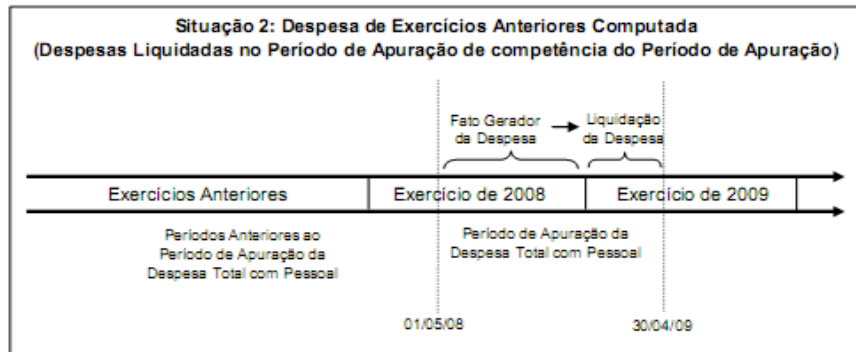 Situação 2: Despesa de Exercícios Anteriores Computada
(Despesas Liquidadas no Período de Apuração de competência do Período de Apuração)
Fato Gerador
da Despesa
Liquidação
da Despesa
Exercícios Anteriores
Exercício de 2008
Exercício de 2009
Períodos Anteriores ao
Período de Apuração da
Despesa Total com Pessoal
Período de Apuração da
Despesa Total com Pessoal
01/05/08
30/04/09